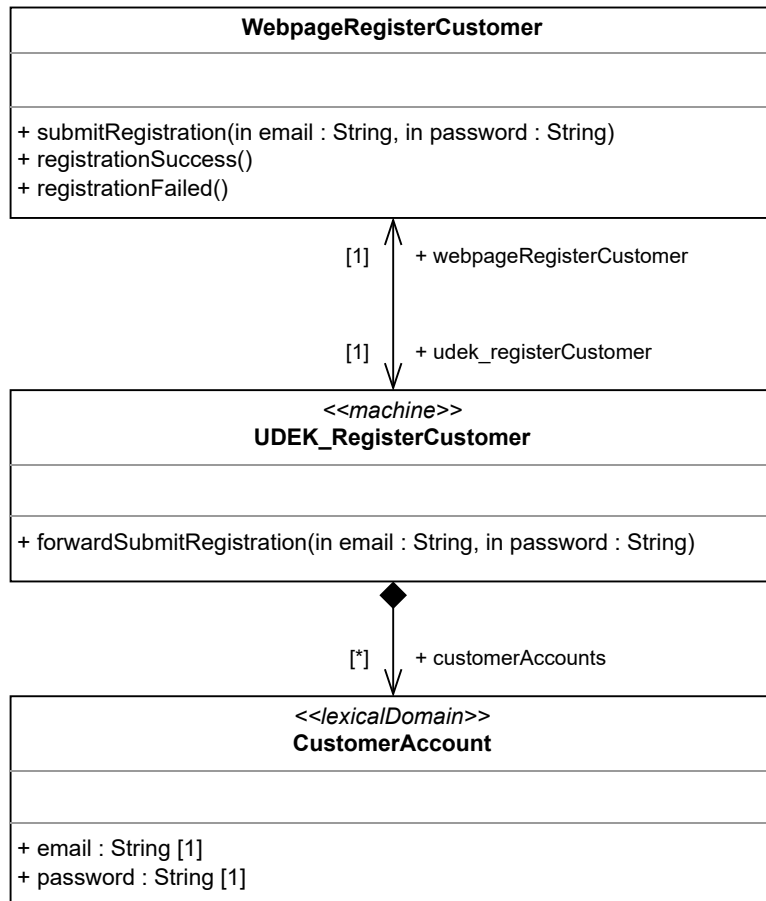 WebpageRegisterCustomer
+ submitRegistration(in email : String, in password : String)
+ registrationSuccess()
+ registrationFailed()
[1] + webpageRegisterCustomer
[1] + udek_registerCustomer
<<machine>>
UDEK_RegisterCustomer
+ forwardSubmitRegistration(in email : String, in password : String)
[*] + customerAccounts
<<lexicalDomain>>
CustomerAccount
+ email : String [1]
+ password : String [1]